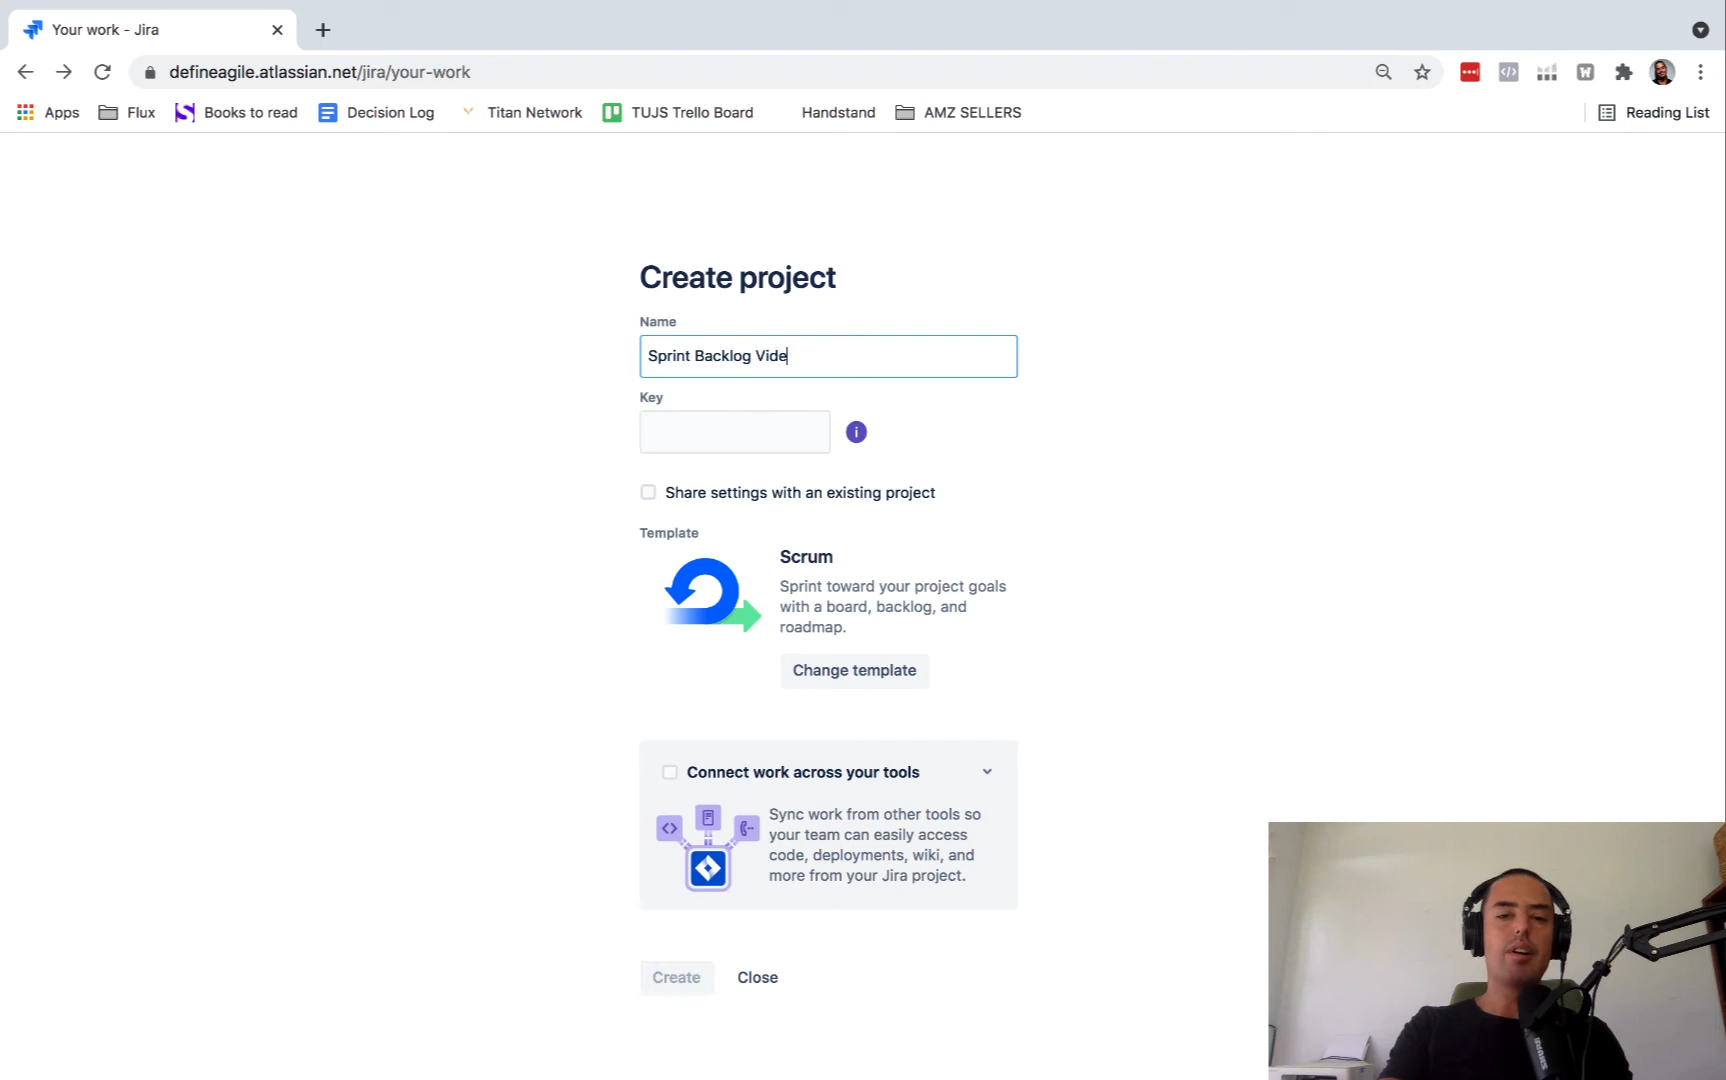 Your work - Jira
defineagile.atlassian.net/jira/your-work
Apps Flux Books to read Decision Log Titan Network TUJS Trello Board Handstand AMZ SELLERS Reading List
Create project
Name
Sprint Backlog Vide
Key
i
Share settings with an existing project
Template
Scrum
Sprint toward your project goals
with a board, backlog, and
roadmap.
Change template
Connect work across your tools
Sync work from other tools so
your team can easily access
code, deployments, wiki, and
more from your Jira project.
Create Close